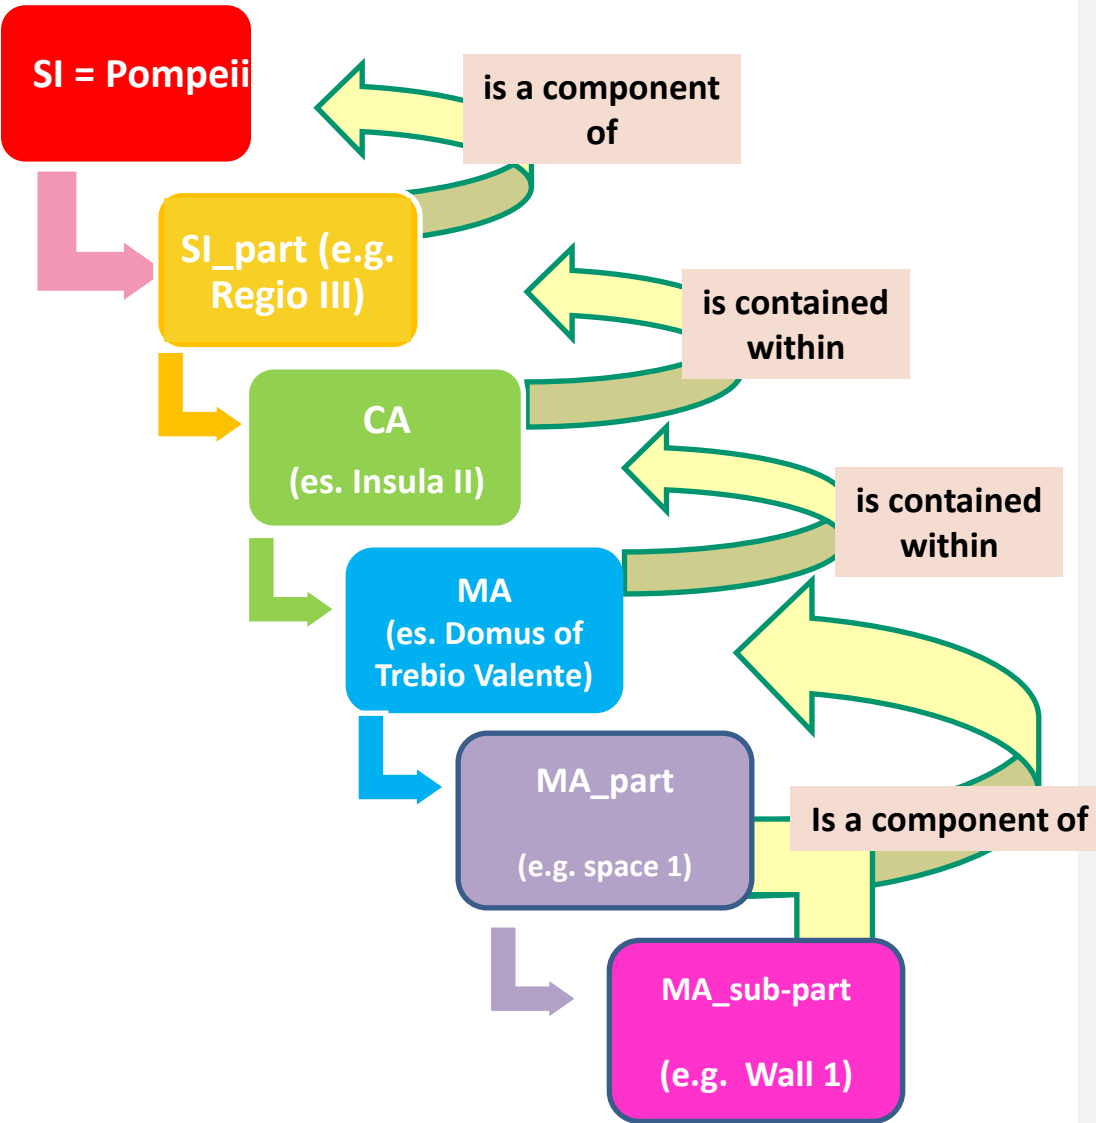 SI = Pompeii
is a component
of
SI_part (e.g.
Regio III)
is contained
within
CA
(es. Insula II)
is contained
within
MA
(es. Domus of
Trebio Valente)
MA_part
(e.g. space 1)
Is a component of
MA_sub-part
(e.g. Wall 1)